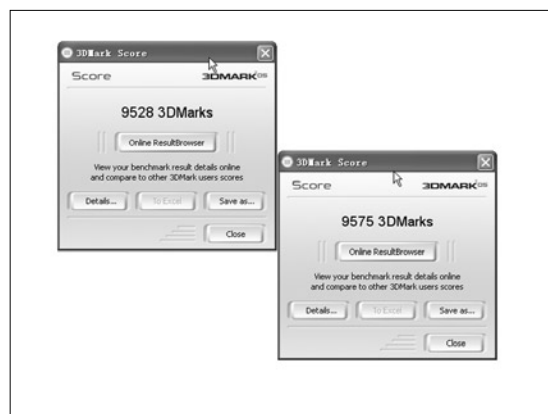 3DMark Score
Score
3DMARK05
9528 3DMarks
Online ResultBrowser
View your benchmark result details online
and compare to other 3DMark users scores
Details...
To Excel
Save as...
Close
3DMark Score
Score
3DMARK05
9575 3DMarks
Online ResultBrowser
View your benchmark result details online
and compare to other 3DMark users scores
Details...
To Excel
Save as...
Close